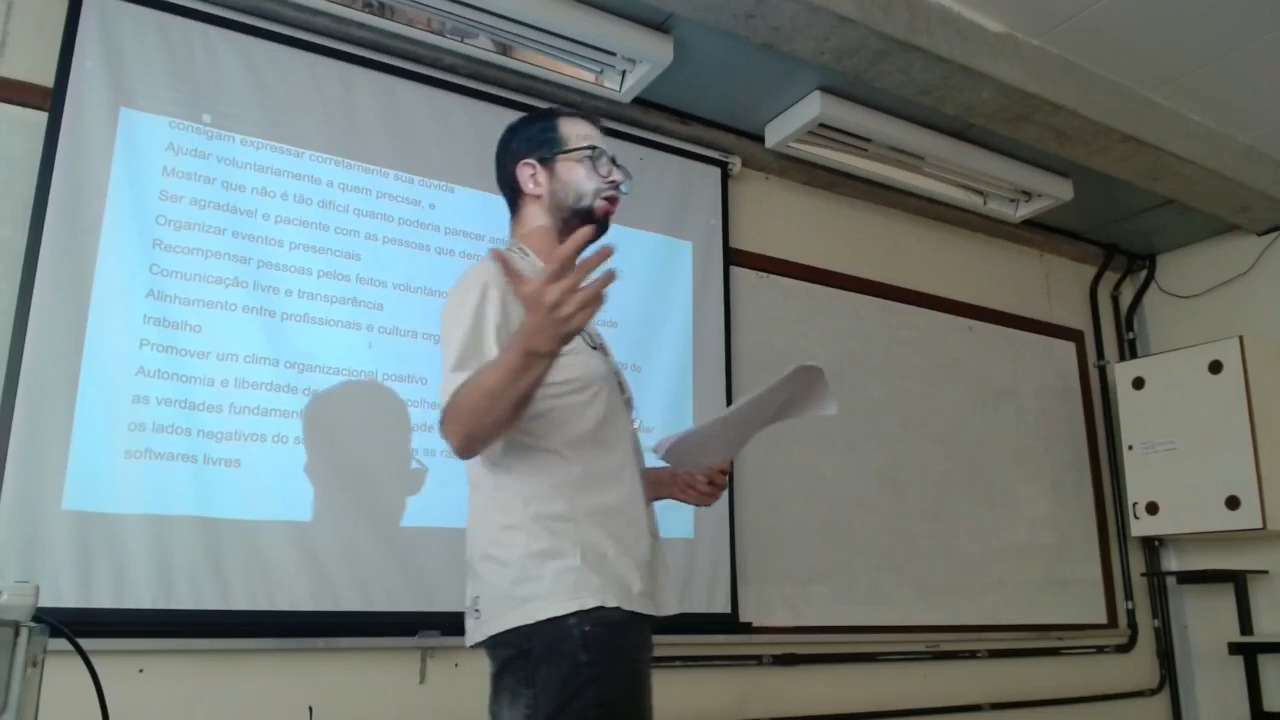 consigam expressar corretamente sua dúvida
Ajudar voluntariamente a quem precisar, e
Mostrar que não é tão difícil quanto poderia parecer
Ser agradável e paciente com as pessoas que
Organizar eventos presenciais
Recompensar pessoas pelos feitos
Comunicação livre e transparência
Alinhamento entre profissionais e cultura do
trabalho
Promover um clima organizacional positivo
Autonomia e liberdade
as verdades
os lados negativos do as
softwares livres